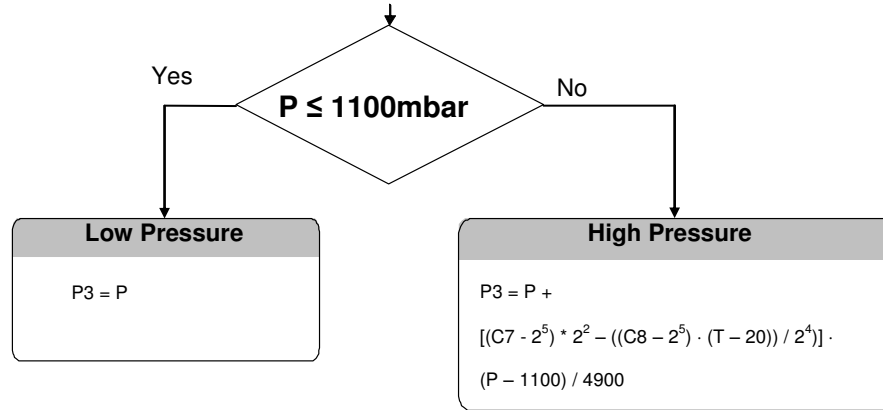 Yes
P ≤ 1100mbar
No
Low Pressure
P3 = P
High Pressure
P3 = P +
[(C7 - 2⁵) * 2² – ((C8 – 2⁵) · (T – 20)) / 2⁴)] ·
(P – 1100) / 4900